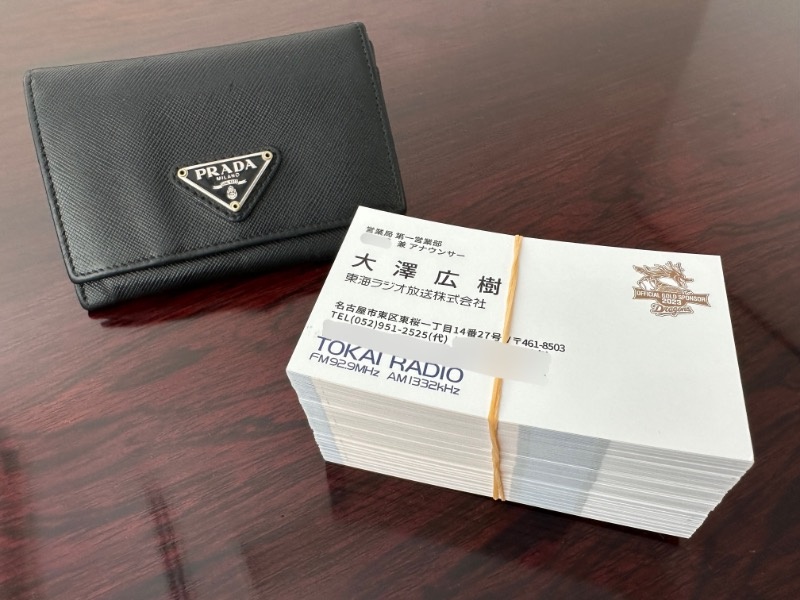 PRADA
MILANO
営業局 第一営業部
兼 アナウンサー
大澤広樹
東海ラジオ放送株式会社
名古屋市東区東桜一丁目14番27号 〒461-8503
TEL(052)951-2525(代)
TOKAI RADIO
FM92.9MHz AM1332kHz
OFFICIAL GOLD SPONSOR
2023
Dragons